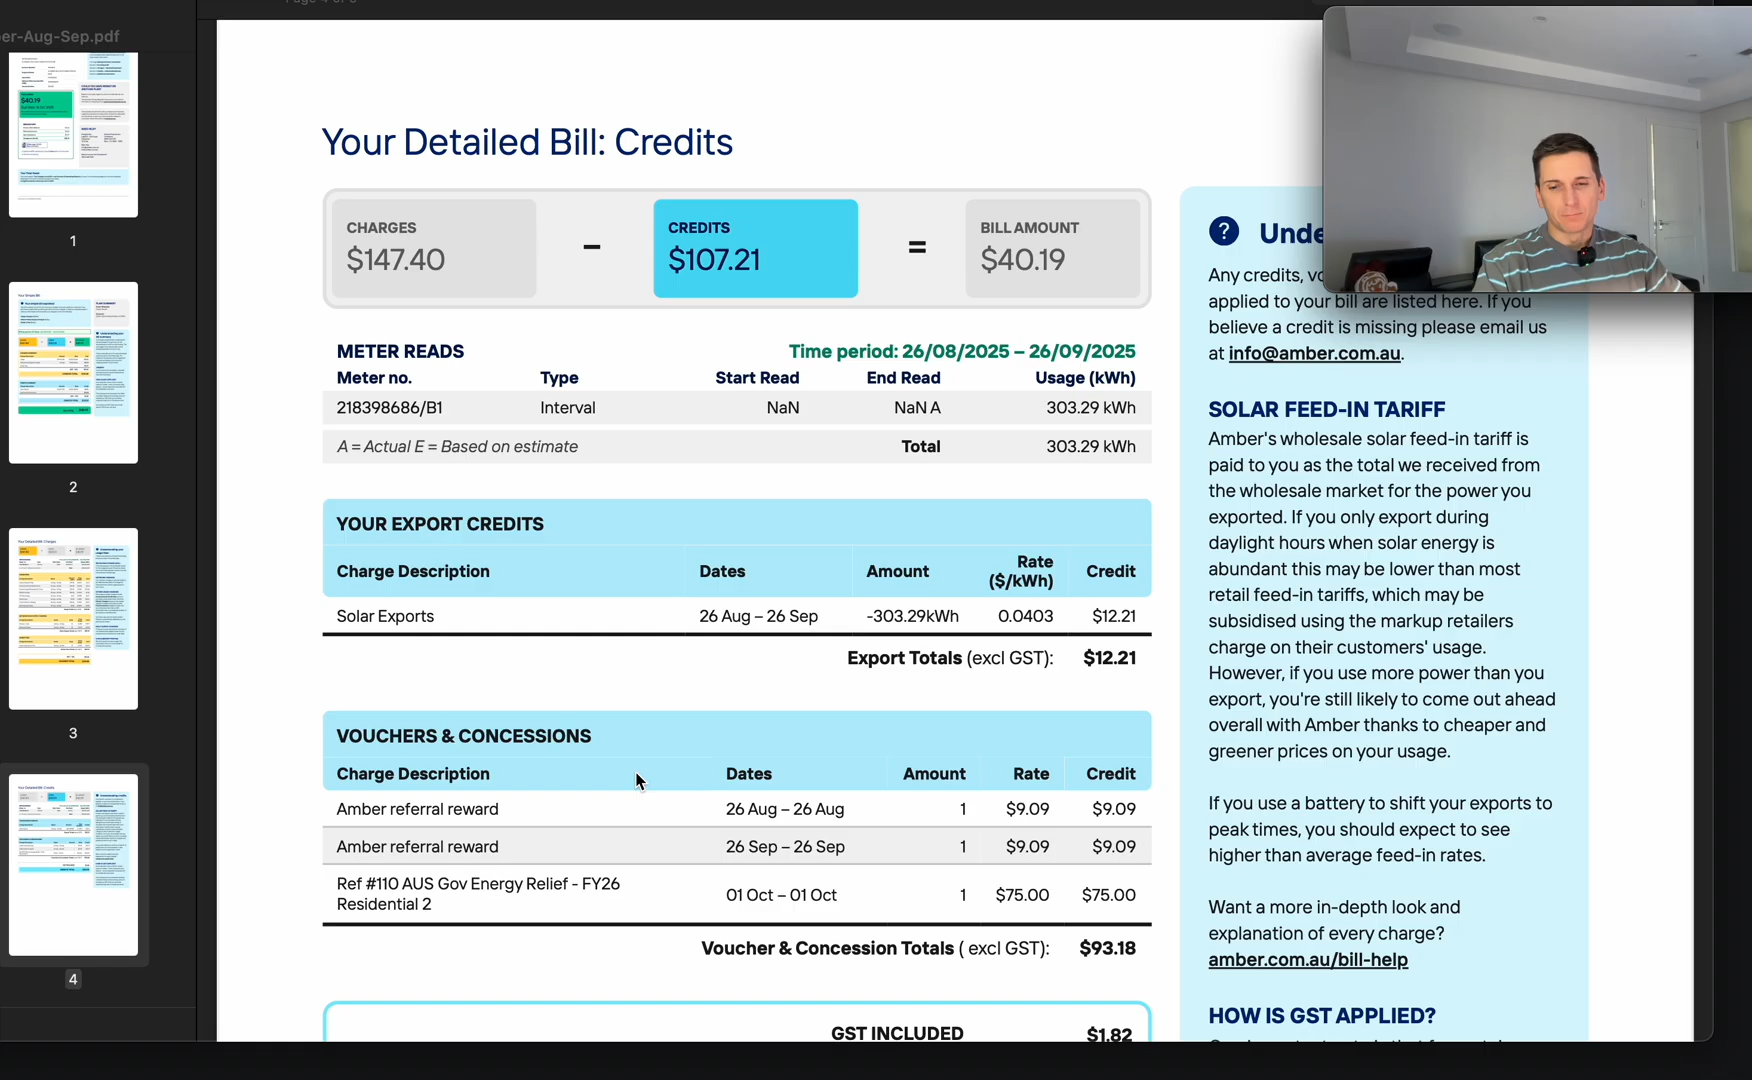 er-Aug-Sep.pdf
1
2
3
4
Your Detailed Bill: Credits
CHARGES
$147.40
–
CREDITS
$107.21
=
BILL AMOUNT
$40.19
METER READS
Time period: 26/08/2025 – 26/09/2025
Meter no. Type Start Read End Read Usage (kWh)
218398686/B1 Interval NaN NaN A 303.29 kWh
A = Actual E = Based on estimate Total 303.29 kWh
YOUR EXPORT CREDITS
Charge Description Dates Amount Rate ($/kWh) Credit
Solar Exports 26 Aug – 26 Sep -303.29kWh 0.0403 $12.21
Export Totals (excl GST): $12.21
VOUCHERS & CONCESSIONS
Charge Description Dates Amount Rate Credit
Amber referral reward 26 Aug – 26 Aug 1 $9.09 $9.09
Amber referral reward 26 Sep – 26 Sep 1 $9.09 $9.09
Ref #110 AUS Gov Energy Relief - FY26
Residential 2 01 Oct – 01 Oct 1 $75.00 $75.00
Voucher & Concession Totals ( excl GST): $93.18
GST INCLUDED $1.82
? Unde
Any credits, vo
applied to your bill are listed here. If you
believe a credit is missing please email us
at info@amber.com.au.
SOLAR FEED-IN TARIFF
Amber's wholesale solar feed-in tariff is
paid to you as the total we received from
the wholesale market for the power you
exported. If you only export during
daylight hours when solar energy is
abundant this may be lower than most
retail feed-in tariffs, which may be
subsidised using the markup retailers
charge on their customers' usage.
However, if you use more power than you
export, you're still likely to come out ahead
overall with Amber thanks to cheaper and
greener prices on your usage.
If you use a battery to shift your exports to
peak times, you should expect to see
higher than average feed-in rates.
Want a more in-depth look and
explanation of every charge?
amber.com.au/bill-help
HOW IS GST APPLIED?